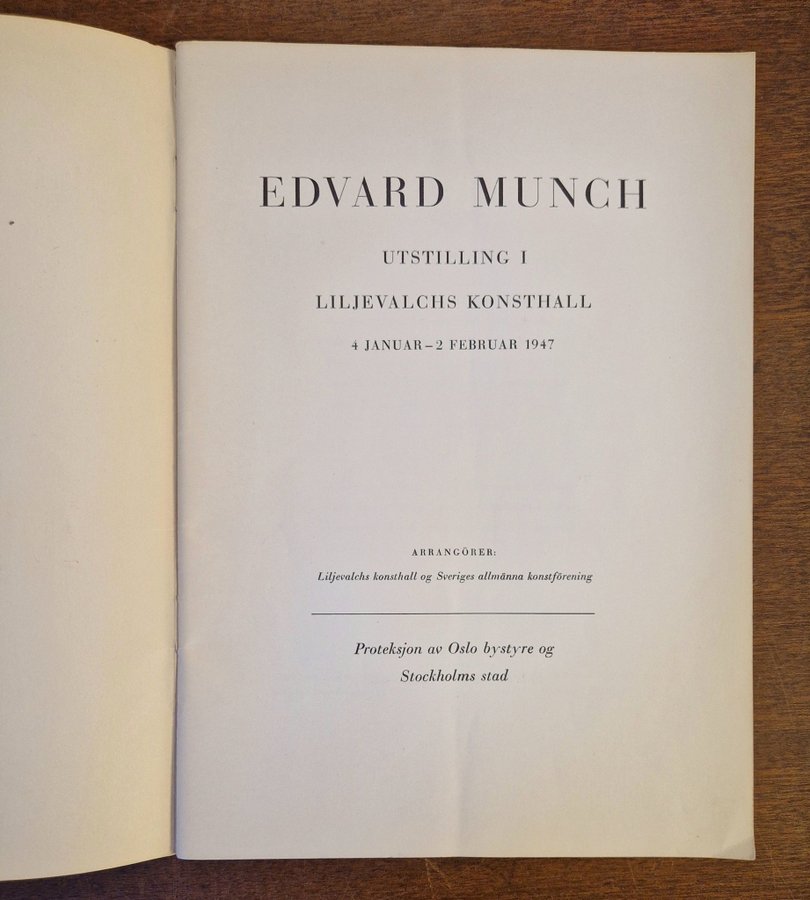 EDVARD MUNCH
UTSTILLING I
LILJEVALCHS KONSTHALL
4 JANUAR–2 FEBRUAR 1947
ARRANGÖRER:
Liljevalchs konsthall og Sveriges allmänna konstförening
Proteksjon av Oslo bystyre og
Stockholms stad